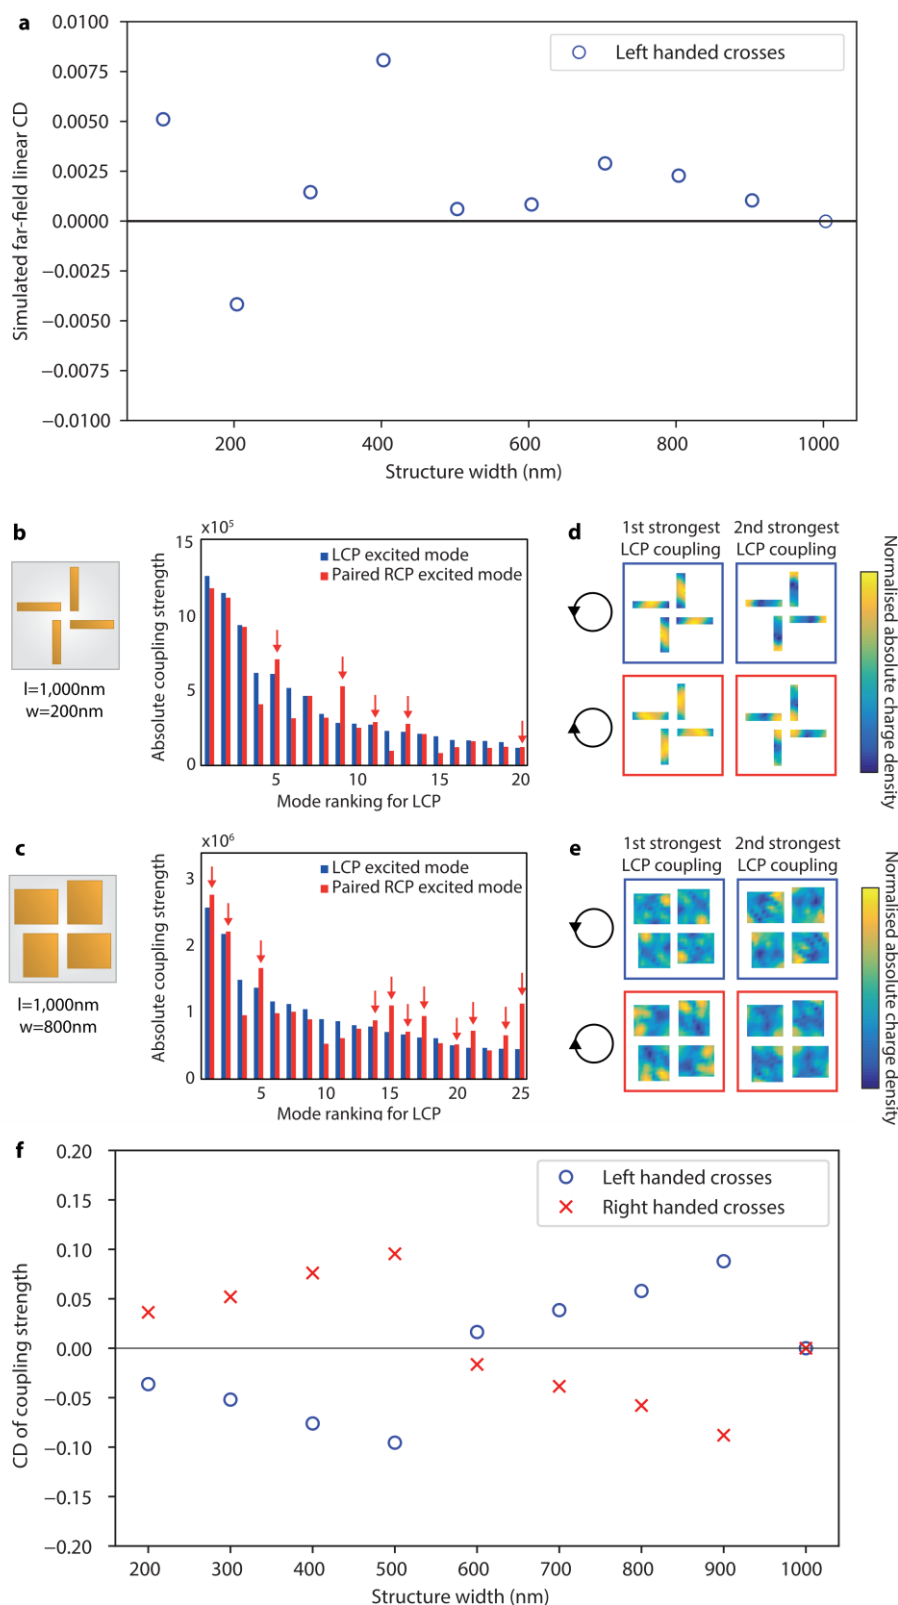 a
0.0100
0.0075
0.0050
0.0025
0.0000
−0.0025
−0.0050
−0.0075
−0.0100
Simulated far-field linear CD
Left handed crosses
200
400
600
800
1000
Structure width (nm)
b
l=1,000nm
w=200nm
x10⁵
15
10
5
0
Absolute coupling strength
LCP excited mode
Paired RCP excited mode
5
10
15
20
Mode ranking for LCP
d
1st strongest
LCP coupling
2nd strongest
LCP coupling
Normalised absolute charge density
c
l=1,000nm
w=800nm
x10⁶
3
2
1
0
Absolute coupling strength
LCP excited mode
Paired RCP excited mode
5
10
15
20
25
Mode ranking for LCP
e
1st strongest
LCP coupling
2nd strongest
LCP coupling
Normalised absolute charge density
f
0.20
0.15
0.10
0.05
0.00
−0.05
−0.10
−0.15
−0.20
CD of coupling strength
Left handed crosses
Right handed crosses
200
300
400
500
600
700
800
900
1000
Structure width (nm)